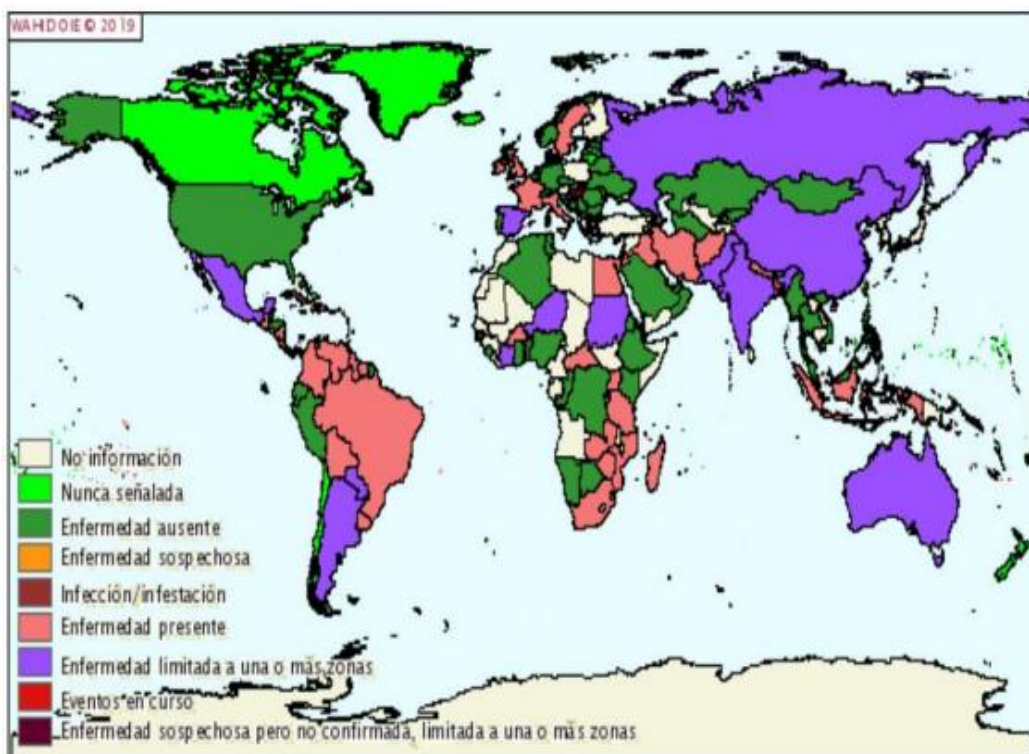 WAHID OIE © 2019
No información
Nunca señalada
Enfermedad ausente
Enfermedad sospechosa
Infección/infestación
Enfermedad presente
Enfermedad limitada a una o más zonas
Eventos en curso
Enfermedad sospechosa pero no confirmada, limitada a una o más zonas